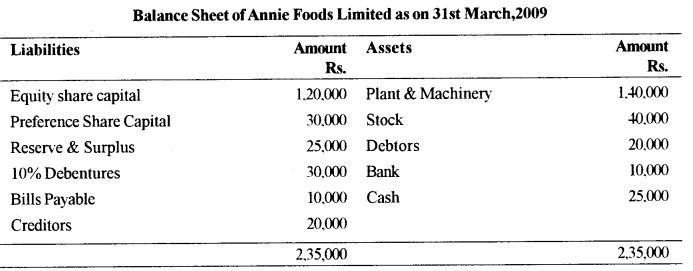 Balance Sheet of Annie Foods Limited as on 31st March,2009
Liabilities Amount Rs. Assets Amount Rs.
Equity share capital 1,20,000 Plant & Machinery 1,40,000
Preference Share Capital 30,000 Stock 40,000
Reserve & Surplus 25,000 Debtors 20,000
10% Debentures 30,000 Bank 10,000
Bills Payable 10,000 Cash 25,000
Creditors 20,000
2,35,000 2,35,000